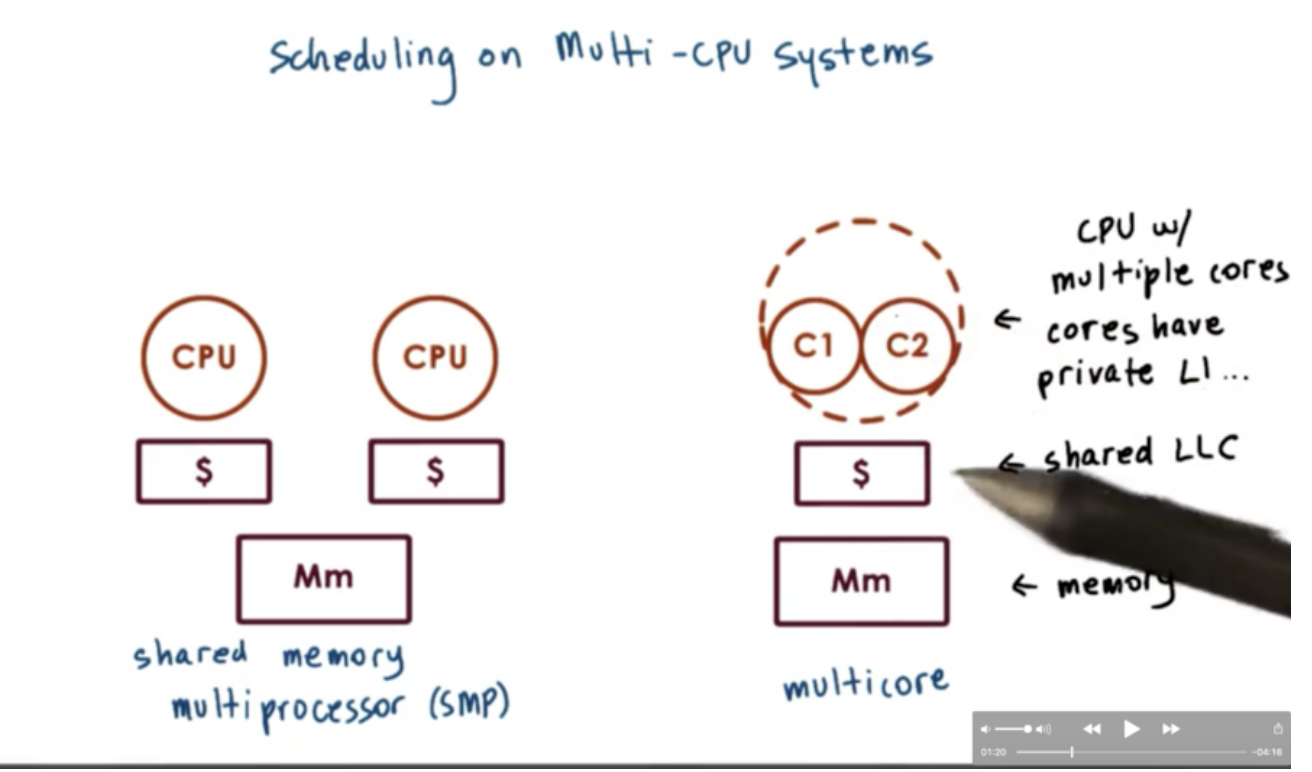 Scheduling on Multi-CPU Systems
CPU
CPU
$
$
Mm
shared memory
multiprocessor (SMP)
C1
C2
$
Mm
multicore
CPU w/
multiple cores
← cores have
private L1...
← shared LLC
← memory
01:20
-04:16